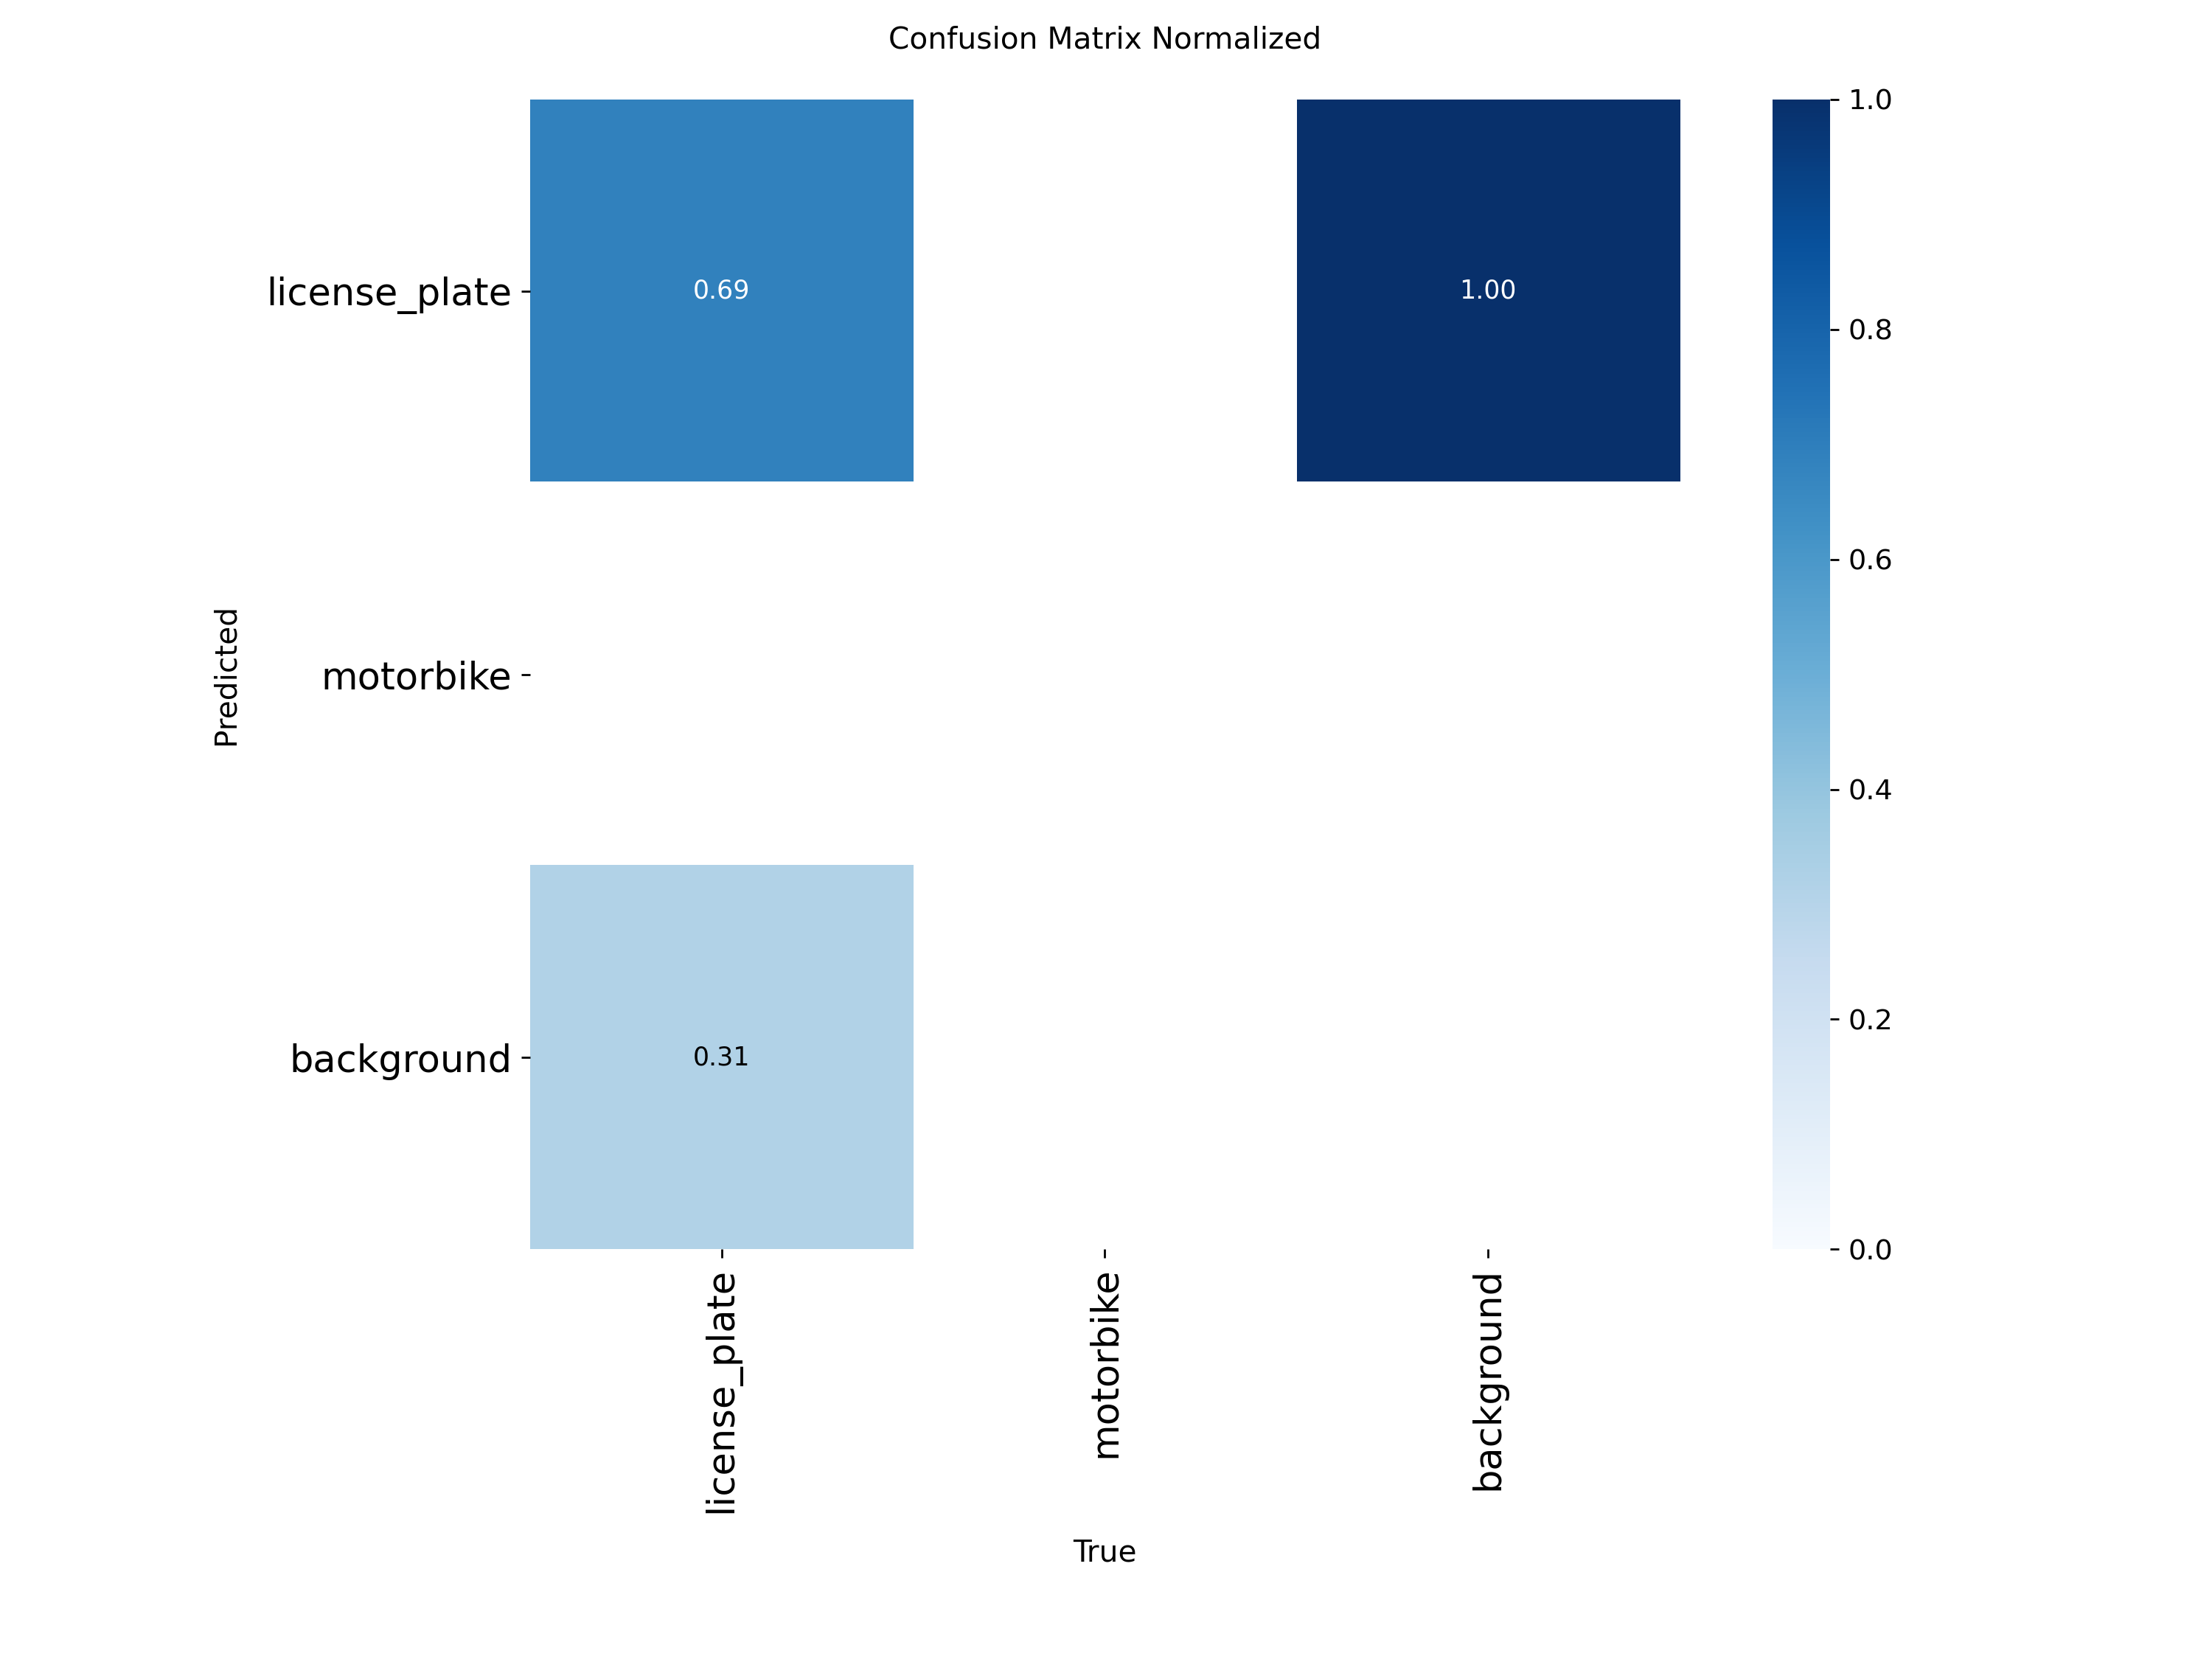 Confusion Matrix Normalized
license_plate
motorbike
background
Predicted
0.69
1.00
0.31
license_plate
motorbike
background
True
1.0
0.8
0.6
0.4
0.2
0.0